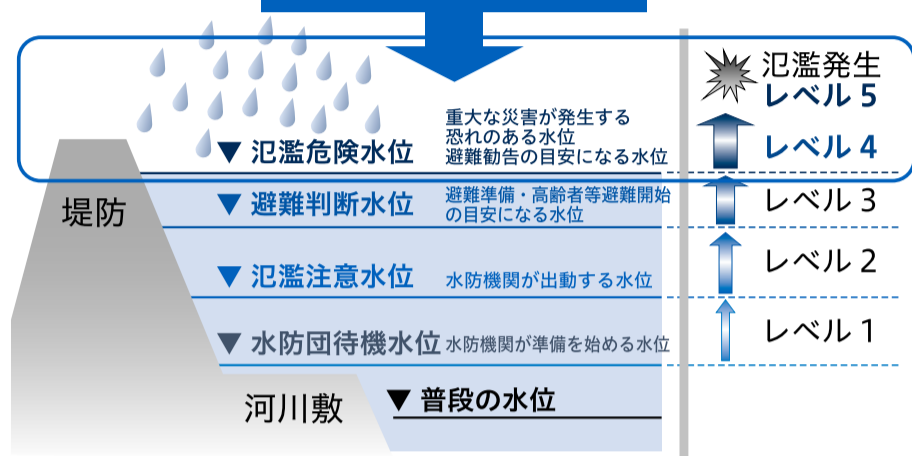 氾濫発生
レベル 5
重大な災害が発生する
恐れのある水位
避難勧告の目安になる水位
▼ 氾濫危険水位
レベル 4
堤防
▼ 避難判断水位
避難準備・高齢者等避難開始
の目安になる水位
レベル 3
▼ 氾濫注意水位
水防機関が出動する水位
レベル 2
▼ 水防団待機水位
水防機関が準備を始める水位
レベル 1
河川敷
▼ 普段の水位